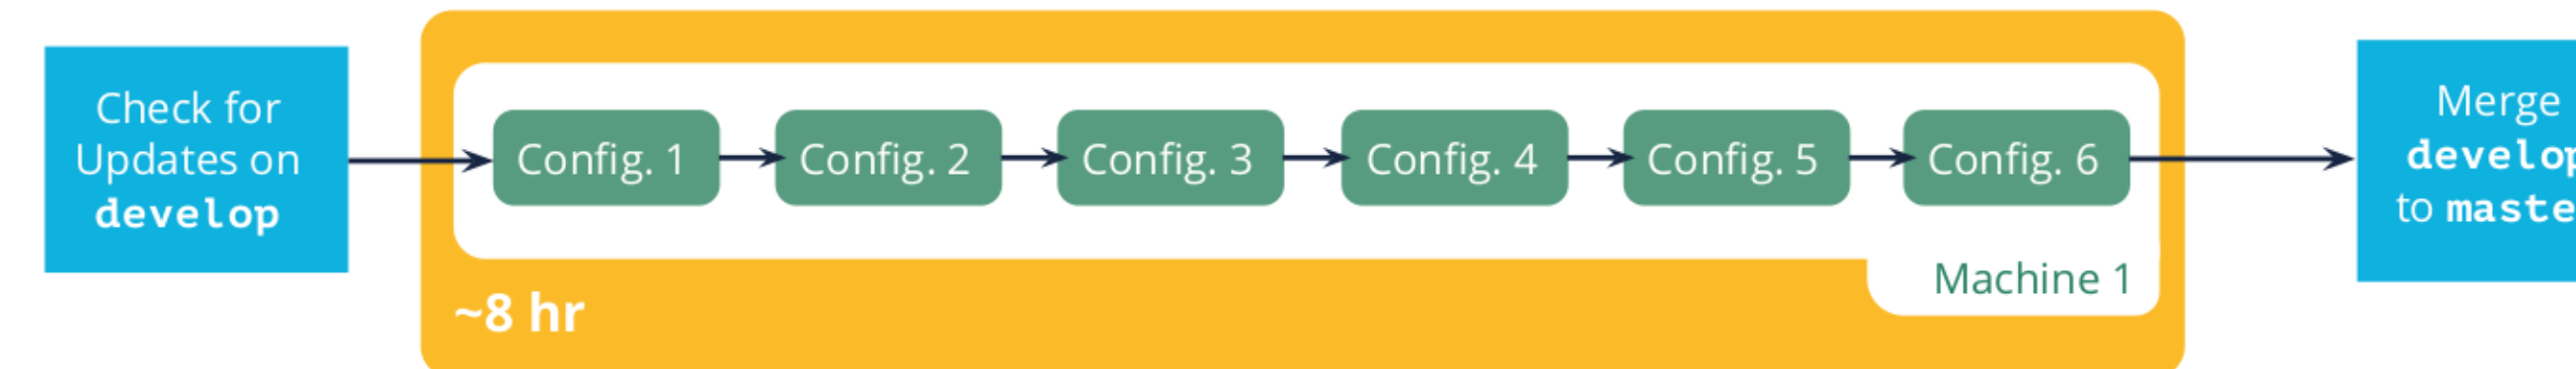 Check for
Updates on
develop
Config. 1
Config. 2
Config. 3
Config. 4
Config. 5
Config. 6
Machine 1
~8 hr
Merge
to